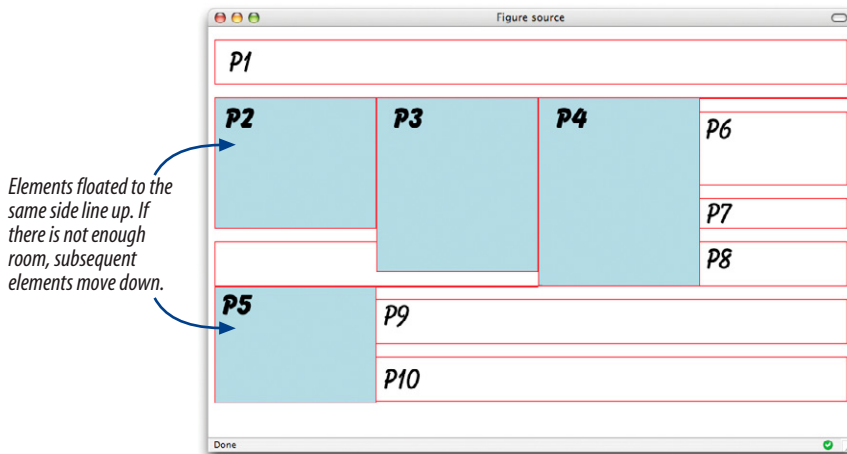 Figure source
P1
P2
P3
P4
P6
P7
P8
Elements floated to the
same side line up. If
there is not enough
room, subsequent
elements move down.
P5
P9
P10
Done